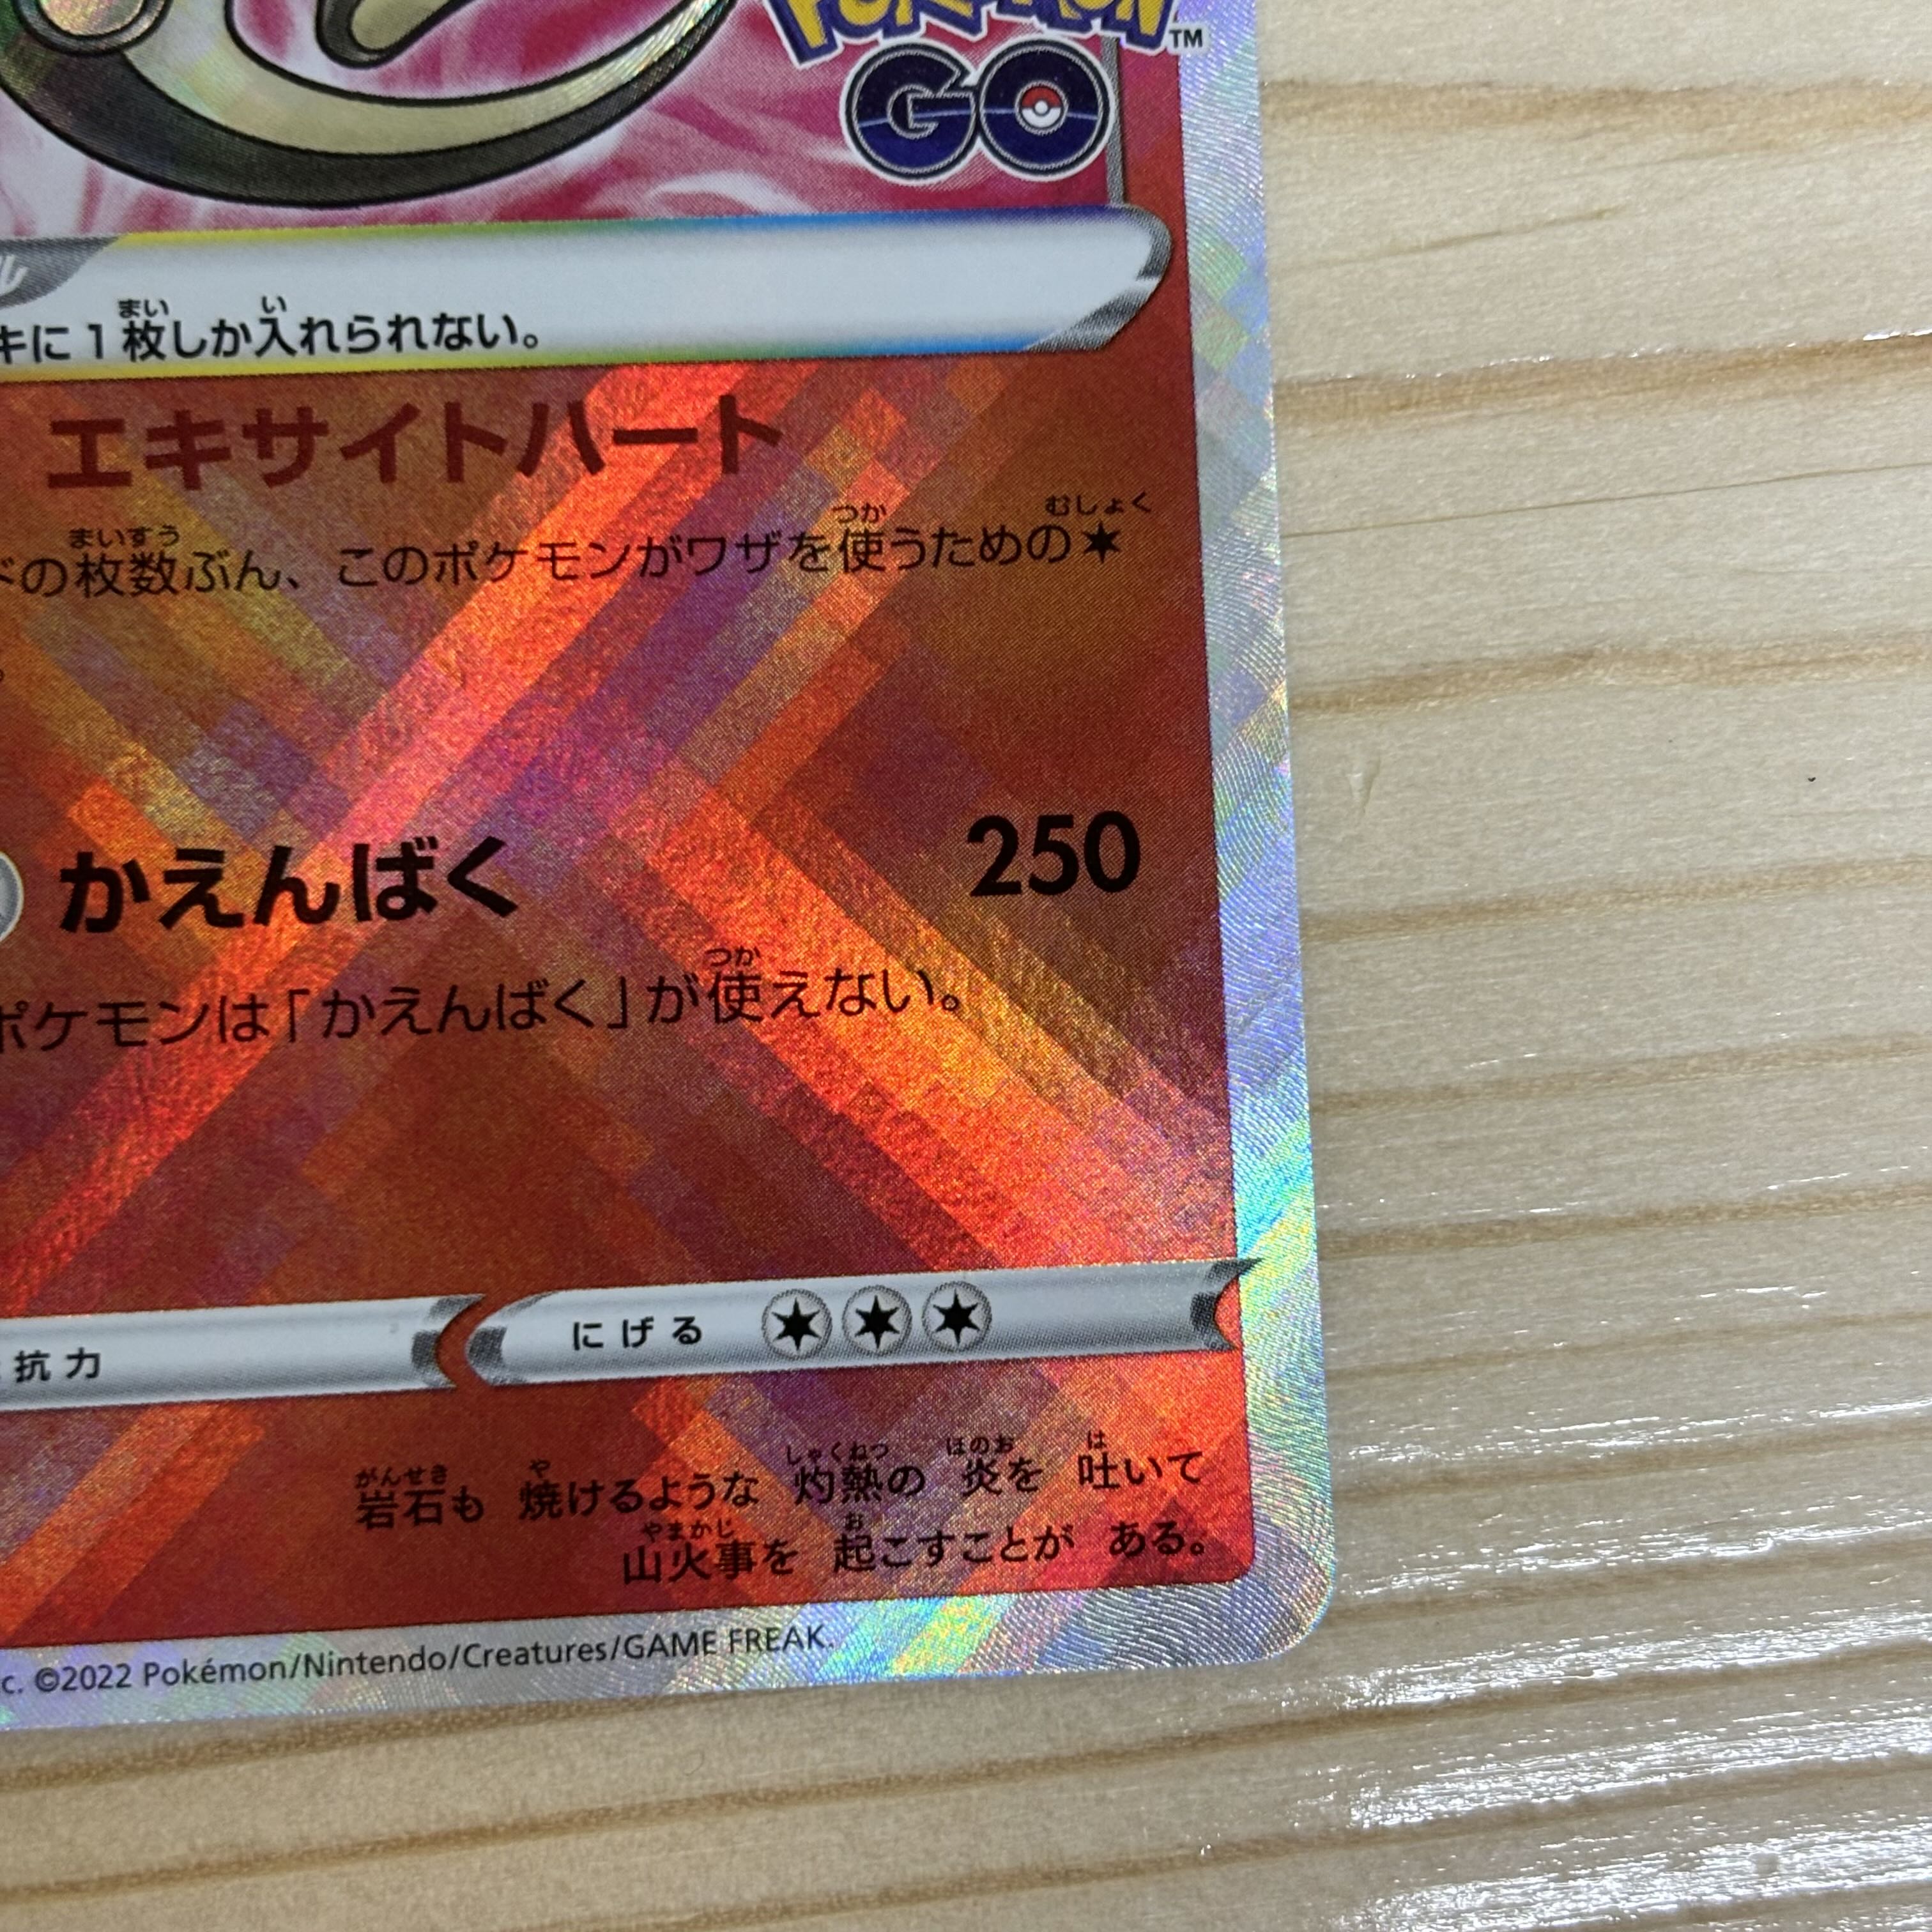 POKÉMON™
GO
ル
キに1枚しか入れられない。
エキサイトハート
ドの枚数ぶん、このポケモンがワザを使うための
。
かえんばく 250
ポケモンは「かえんばく」が使えない。
抗力 にげる
岩石も 焼けるような 灼熱の 炎を 吐いて
山火事を 起こすことが ある。
c. ©2022 Pokémon/Nintendo/Creatures/GAME FREAK.